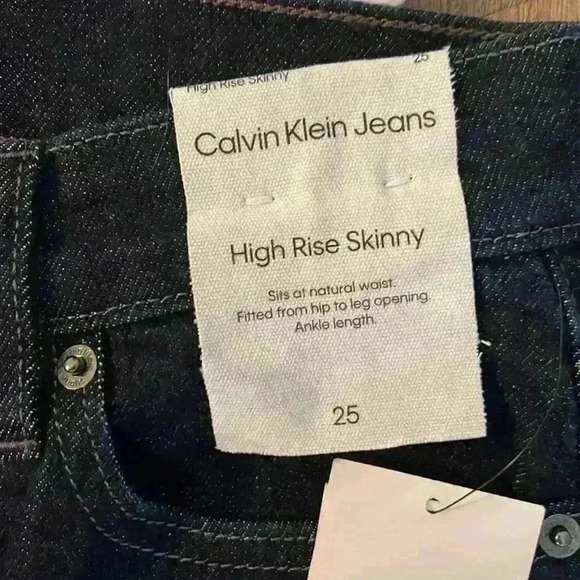 High Rise Skinny 25
Calvin Klein Jeans
High Rise Skinny
Sits at natural waist.
Fitted from hip to leg opening.
Ankle length.
25